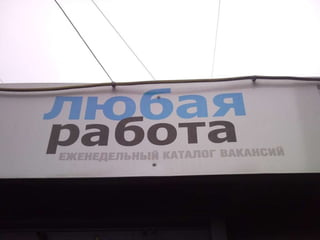 любая
работа
ЕЖЕНЕДЕЛЬНЫЙ КАТАЛОГ ВАКАНСИЙ